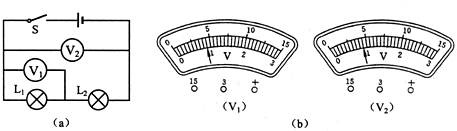 S
V₂
V₁
L₁ L₂
(a)
0 5 10 15
0 1 2 3
V
15 3 +
(V₁)
(b)
0 5 10 15
0 1 2 3
V
15 3 +
(V₂)